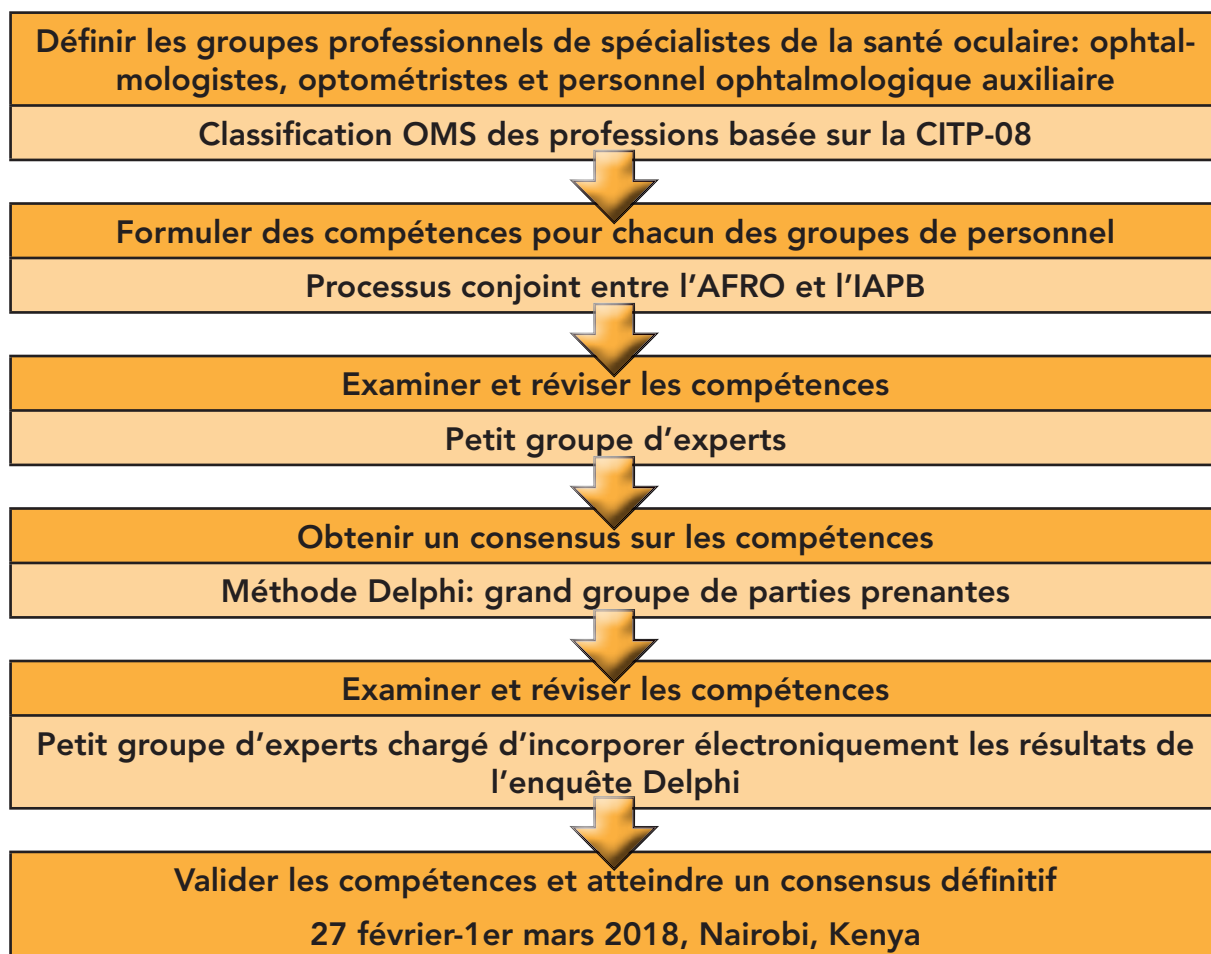 Définir les groupes professionnels de spécialistes de la santé oculaire: ophtal-
mologistes, optométristes et personnel ophtalmologique auxiliaire
Classification OMS des professions basée sur la CITP-08
Formuler des compétences pour chacun des groupes de personnel
Processus conjoint entre l'AFRO et l'IAPB
Examiner et réviser les compétences
Petit groupe d'experts
Obtenir un consensus sur les compétences
Méthode Delphi: grand groupe de parties prenantes
Examiner et réviser les compétences
Petit groupe d'experts chargé d'incorporer électroniquement les résultats de
l'enquête Delphi
Valider les compétences et atteindre un consensus définitif
27 février-1er mars 2018, Nairobi, Kenya